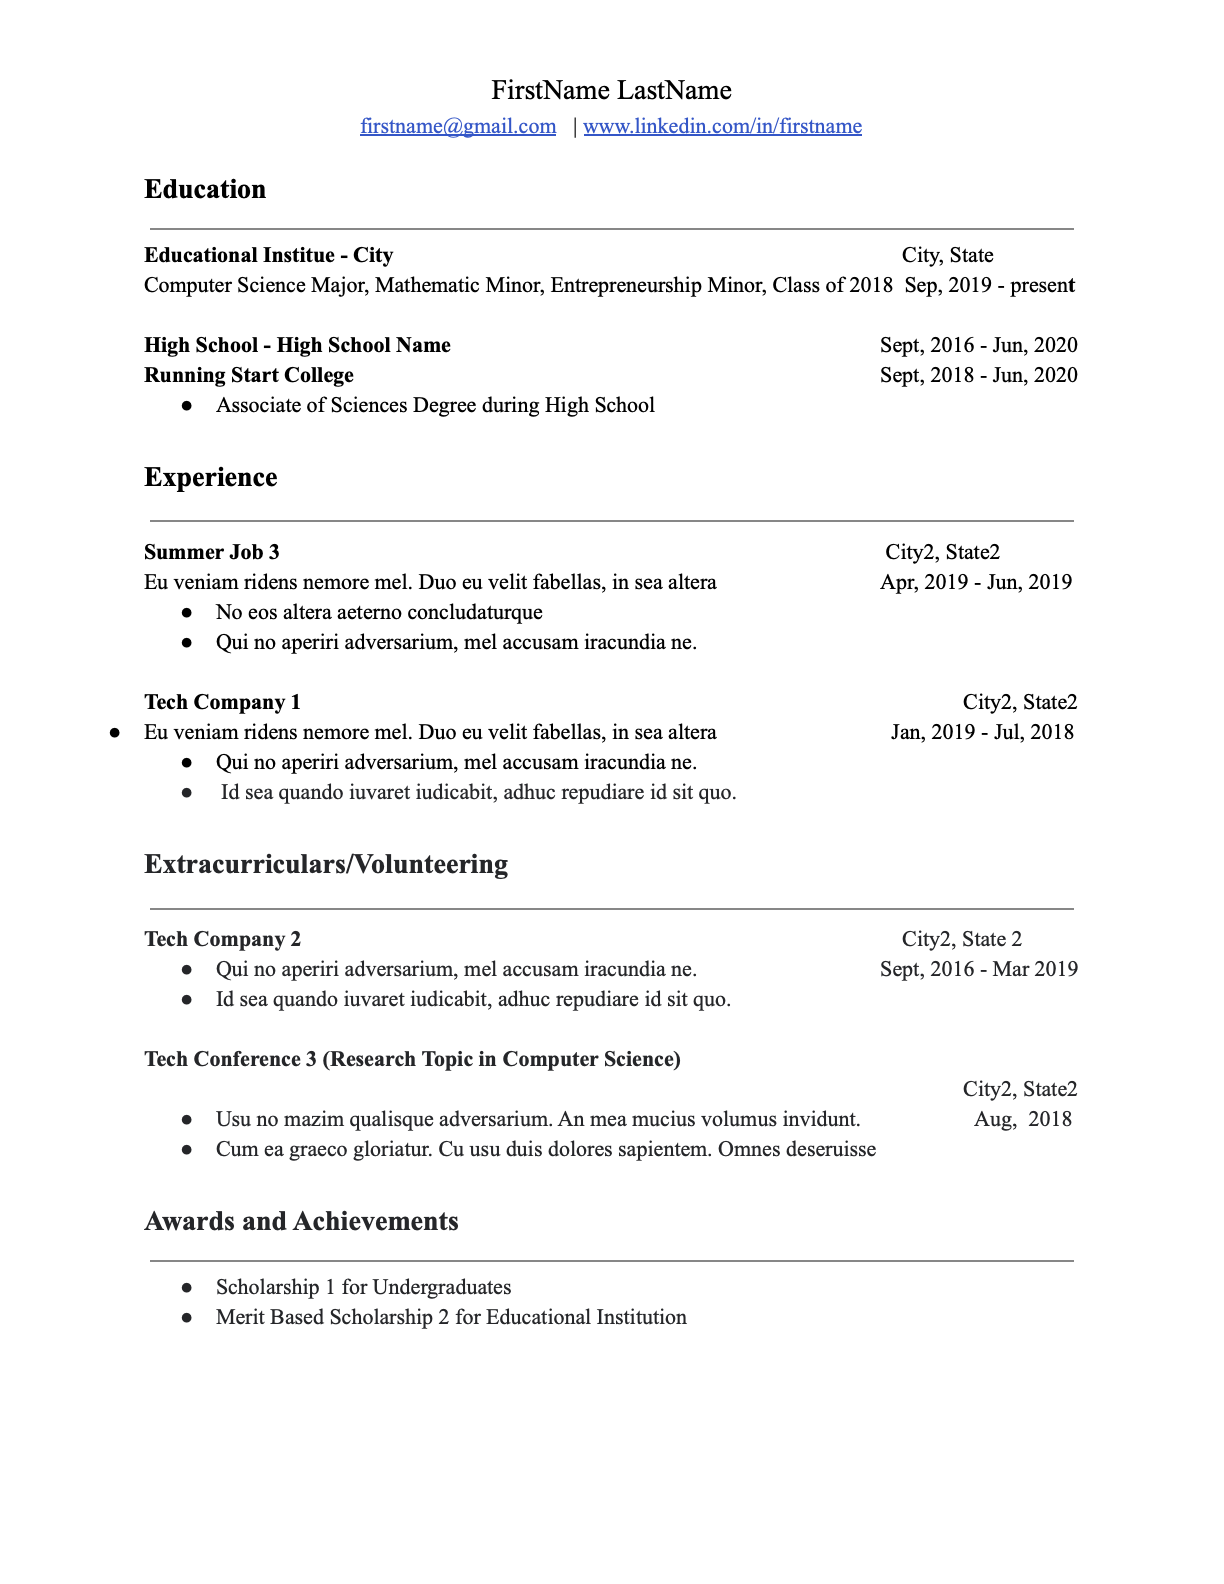 FirstName LastName
firstname@gmail.com | www.linkedin.com/in/firstname
Education
Educational Institue - City City, State
Computer Science Major, Mathematic Minor, Entrepreneurship Minor, Class of 2018 Sep, 2019 - present
High School - High School Name Sept, 2016 - Jun, 2020
Running Start College Sept, 2018 - Jun, 2020
● Associate of Sciences Degree during High School
Experience
Summer Job 3 City2, State2
Eu veniam ridens nemore mel. Duo eu velit fabellas, in sea altera Apr, 2019 - Jun, 2019
● No eos altera aeterno concludaturque
● Qui no aperiri adversarium, mel accusam iracundia ne.
Tech Company 1 City2, State2
● Eu veniam ridens nemore mel. Duo eu velit fabellas, in sea altera Jan, 2019 - Jul, 2018
● Qui no aperiri adversarium, mel accusam iracundia ne.
● Id sea quando iuvaret iudicabit, adhuc repudiare id sit quo.
Extracurriculars/Volunteering
Tech Company 2 City2, State 2
● Qui no aperiri adversarium, mel accusam iracundia ne. Sept, 2016 - Mar 2019
● Id sea quando iuvaret iudicabit, adhuc repudiare id sit quo.
Tech Conference 3 (Research Topic in Computer Science)
City2, State2
● Usu no mazim qualisque adversarium. An mea mucius volumus invidunt. Aug, 2018
● Cum ea graeco gloriatur. Cu usu duis dolores sapientem. Omnes deseruisse
Awards and Achievements
● Scholarship 1 for Undergraduates
● Merit Based Scholarship 2 for Educational Institution